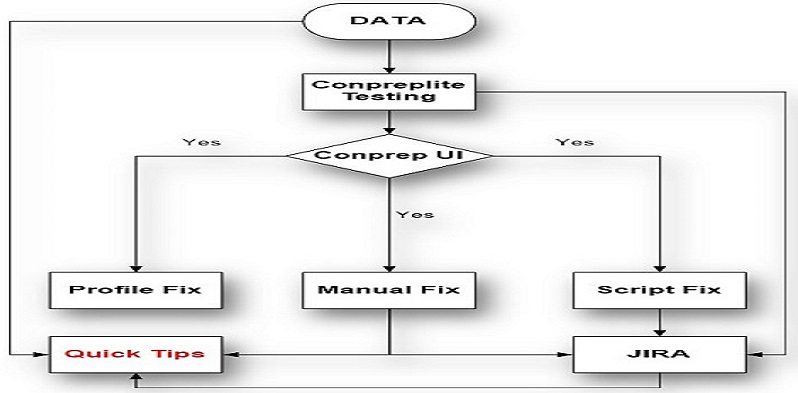 DATA
Conpreplite
Testing
Yes
Yes
Conprep UI
Yes
Profile Fix
Manual Fix
Script Fix
Quick Tips
JIRA